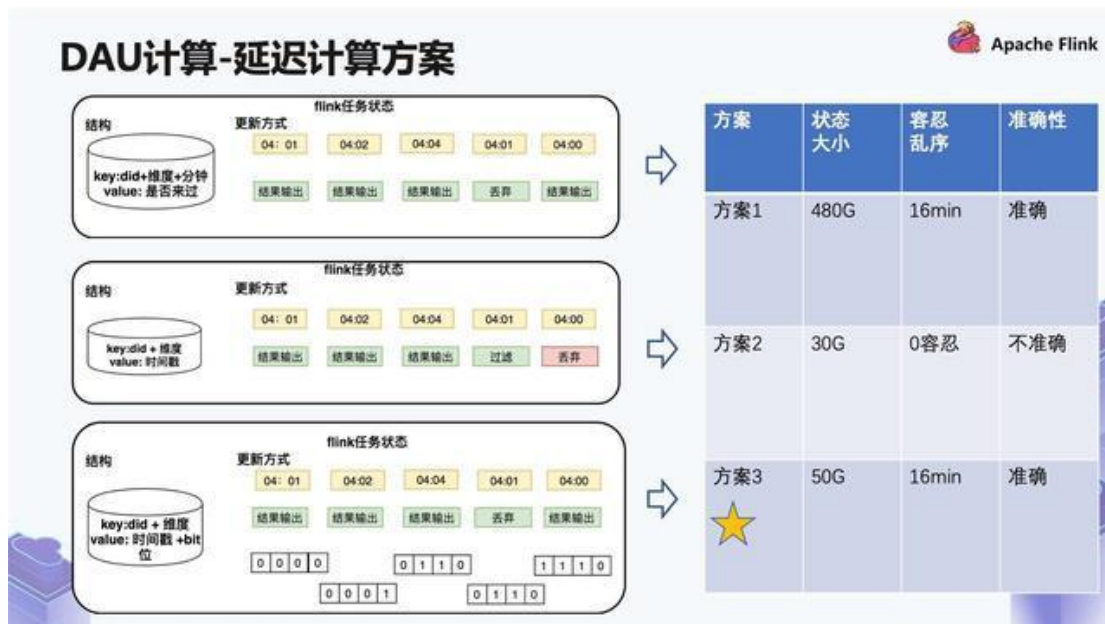 DAU计算-延迟计算方案
Apache Flink
flink任务状态
结构
更新方式
04：01
04:02
04:04
04:01
04:00
key:did+维度+分钟
value: 是否来过
结果输出
结果输出
结果输出
丢弃
结果输出
flink任务状态
结构
更新方式
04：01
04:02
04:04
04:01
04:00
key:did + 维度
value: 时间戳
结果输出
结果输出
结果输出
过滤
丢弃
flink任务状态
结构
更新方式
04：01
04:02
04:04
04:01
04:00
key:did + 维度
value: 时间戳 +bit
位
结果输出
结果输出
结果输出
丢弃
结果输出
0 0 0 0
0 0 0 1
0 1 1 0
0 1 1 0
1 1 1 0
方案 状态大小 容忍乱序 准确性
方案1 480G 16min 准确
方案2 30G 0容忍 不准确
方案3 50G 16min 准确